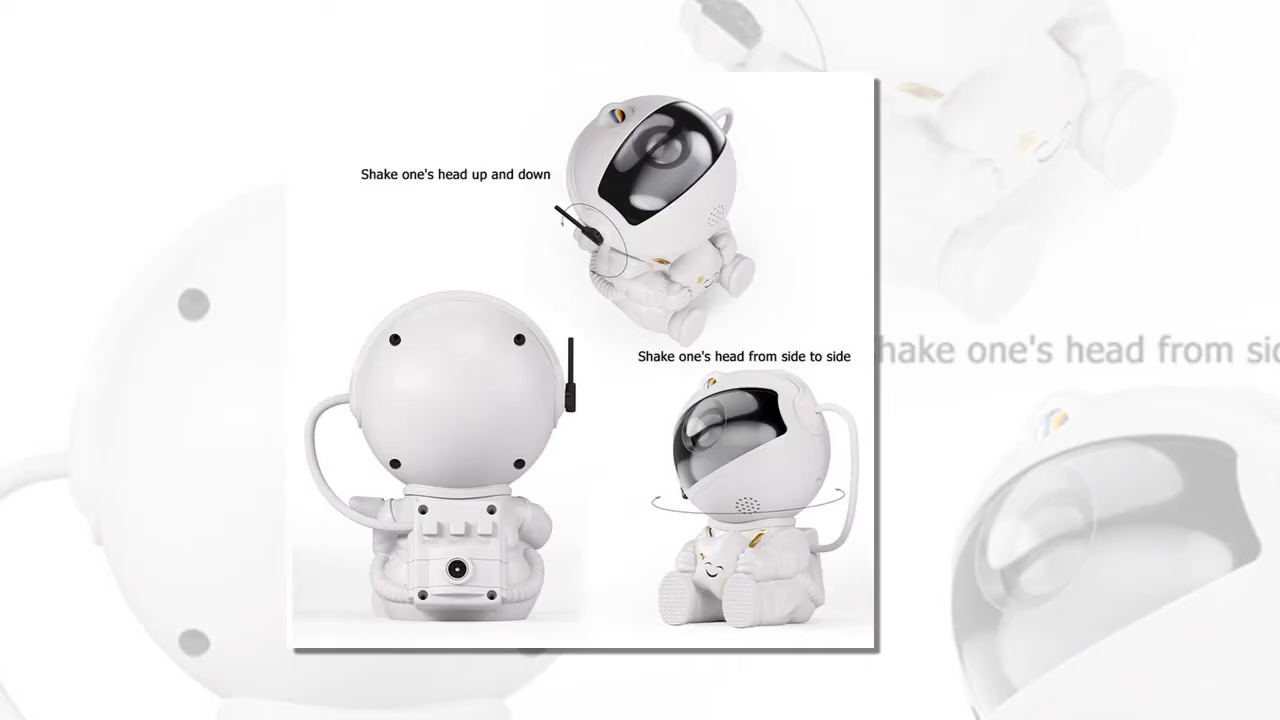 Shake one's head up and down
Shake one's head from side to side
hake one's head from sid